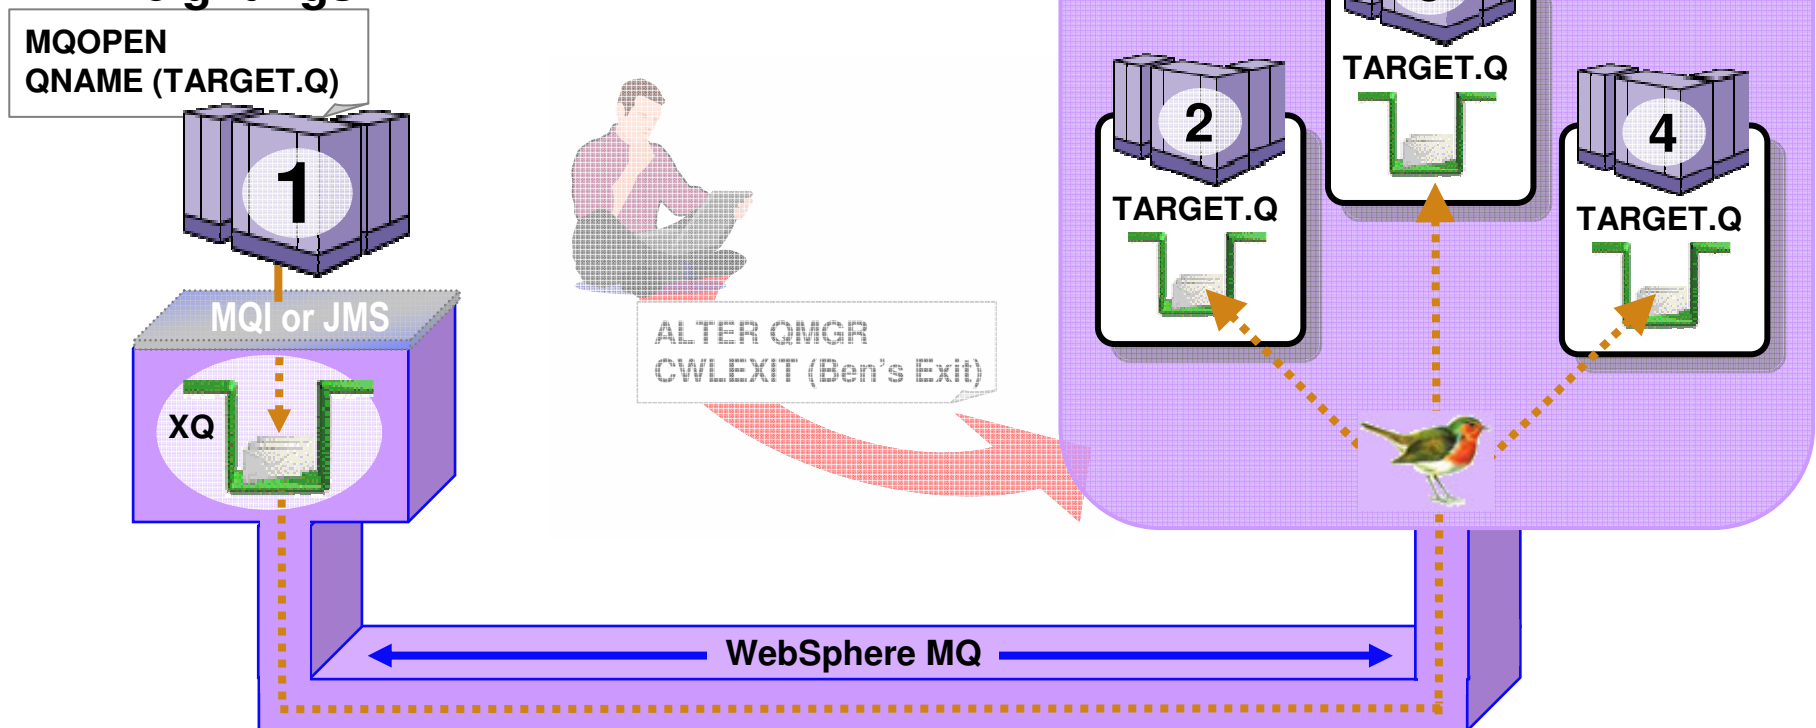 MQOPEN
QNAME (TARGET.Q)
1
MQI or JMS
XQ
ALTER QMGR
CWLEXIT (Ben's Exit)
TARGET.Q
2
TARGET.Q
4
TARGET.Q
WebSphere MQ